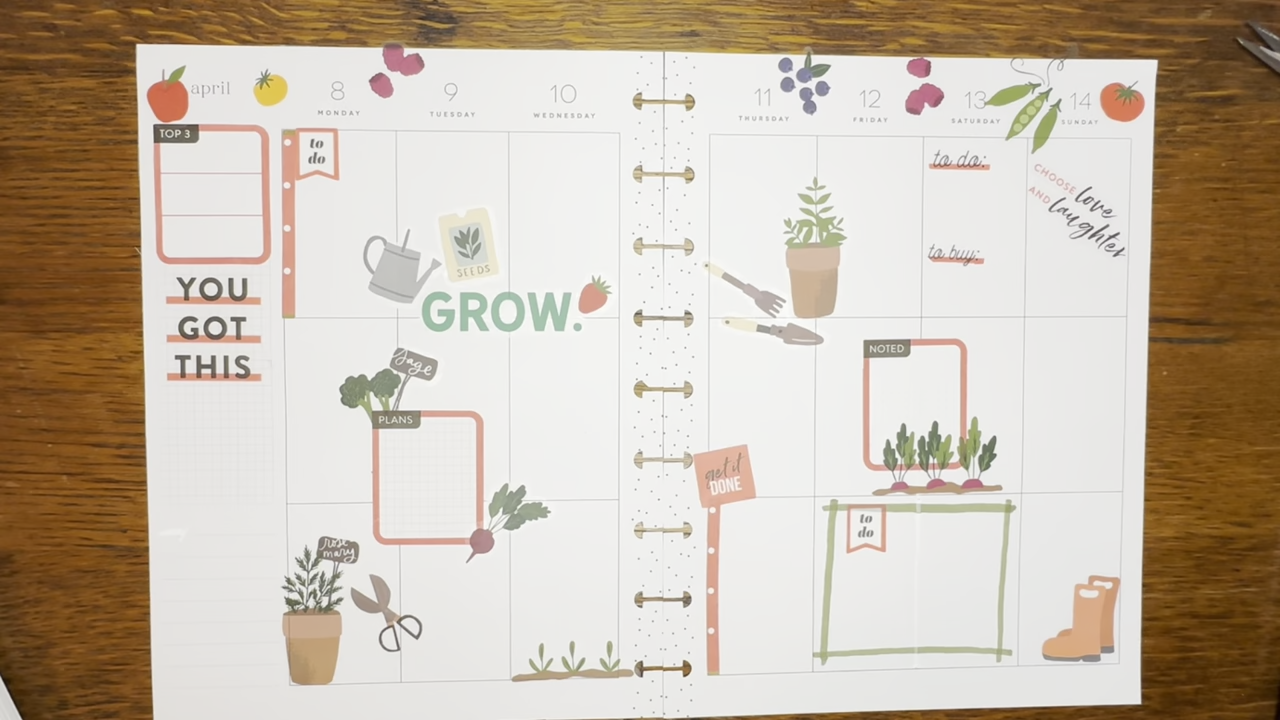 april
8
MONDAY
9
TUESDAY
10
WEDNESDAY
11
THURSDAY
12
FRIDAY
13
SATURDAY
14
SUNDAY
TOP 3
to
do
YOU
GOT
THIS
SEEDS
GROW.
Sage
PLANS
rose
mary
to do:
to buy:
CHOOSE love
AND laughter
NOTED
get it
DONE
to
do